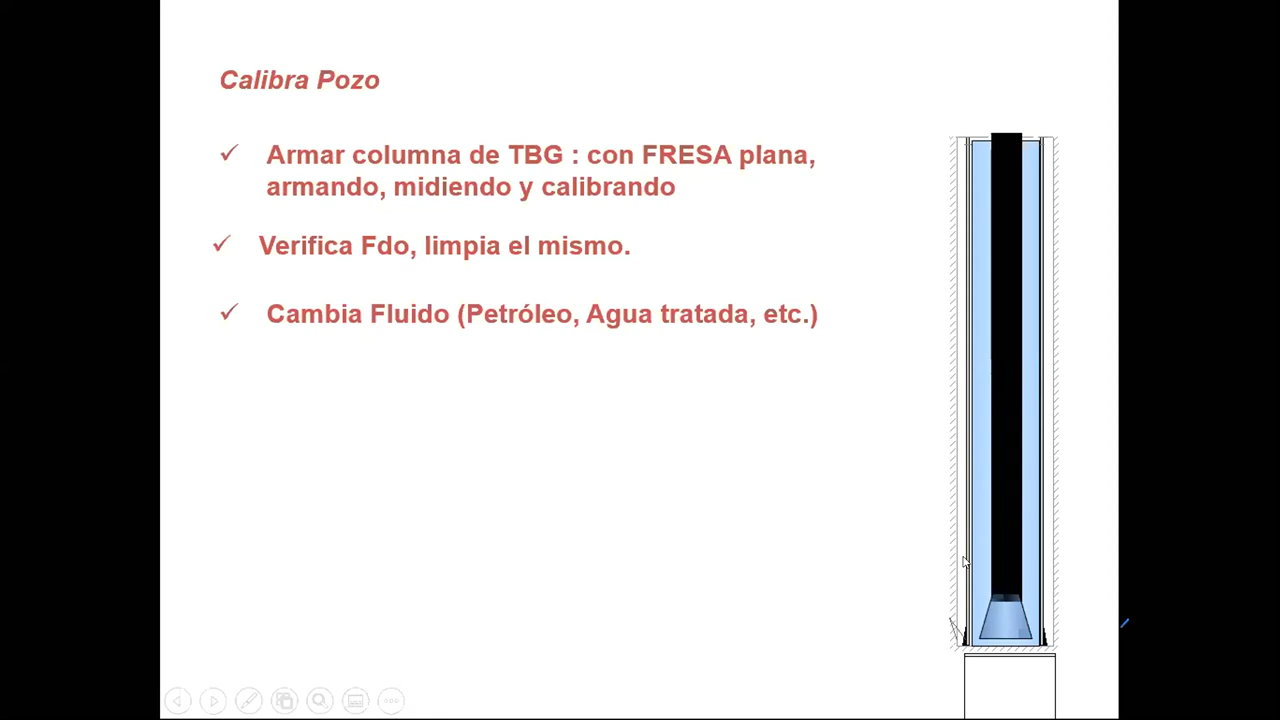 Calibra Pozo
✓ Armar columna de TBG : con FRESA plana,
armando, midiendo y calibrando
✓ Verifica Fdo, limpia el mismo.
✓ Cambia Fluido (Petróleo, Agua tratada, etc.)